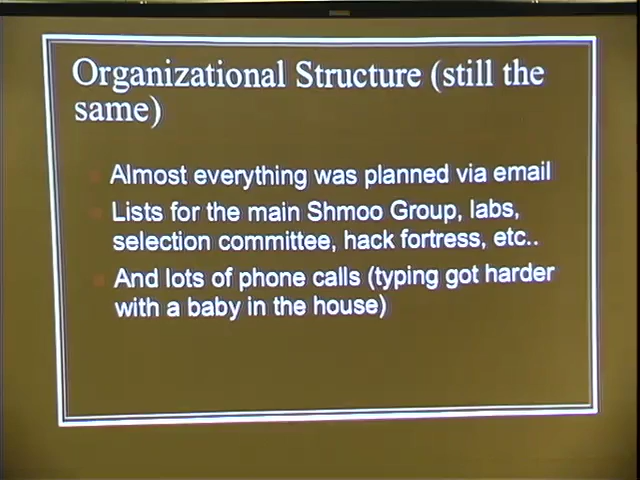 Organizational Structure (still the
same)
Almost everything was planned via email
Lists for the main Shmoo Group, labs,
selection committee, hack fortress, etc..
And lots of phone calls (typing got harder
with a baby in the house)